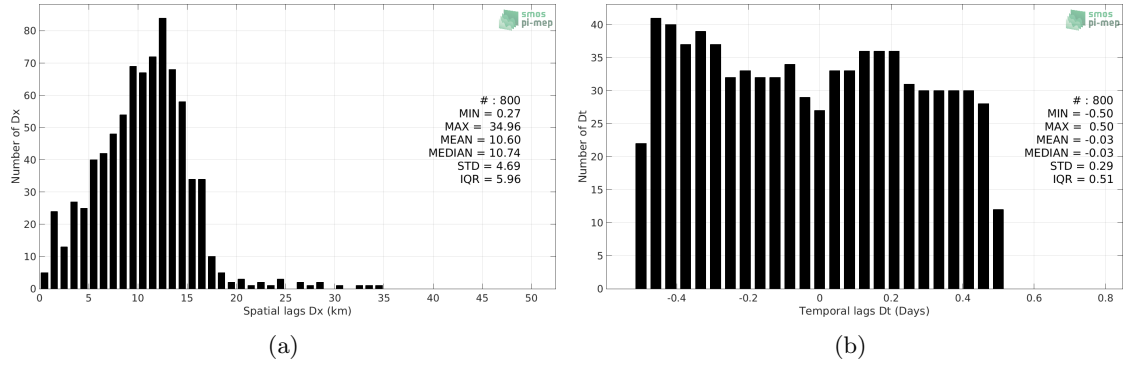 smos
pi-mep
Number of Dx
80
70
60
50
40
30
20
10
0
# : 800
MIN = 0.27
MAX = 34.96
MEAN = 10.60
MEDIAN = 10.74
STD = 4.69
IQR = 5.96
0 5 10 15 20 25 30 35 40 45 50
Spatial lags Dx (km)
(a)
smos
pi-mep
Number of Dt
40
35
30
25
20
15
10
5
0
# : 800
MIN = -0.50
MAX = 0.50
MEAN = -0.03
MEDIAN = -0.03
STD = 0.29
IQR = 0.51
-0.4 -0.2 0 0.2 0.4 0.6 0.8
Temporal lags Dt (Days)
(b)